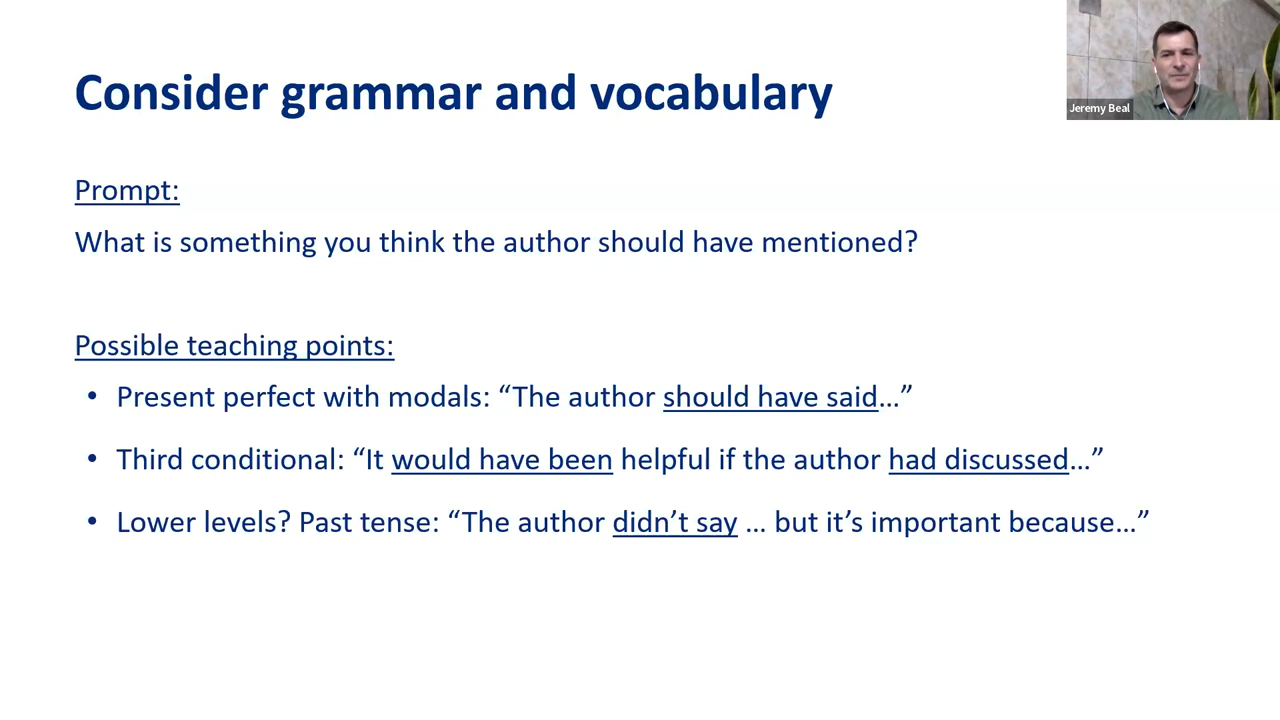 Consider grammar and vocabulary
Jeremy Beal
Prompt:
What is something you think the author should have mentioned?
Possible teaching points:
• Present perfect with modals: “The author should have said…”
• Third conditional: “It would have been helpful if the author had discussed…”
• Lower levels? Past tense: “The author didn’t say … but it’s important because…”